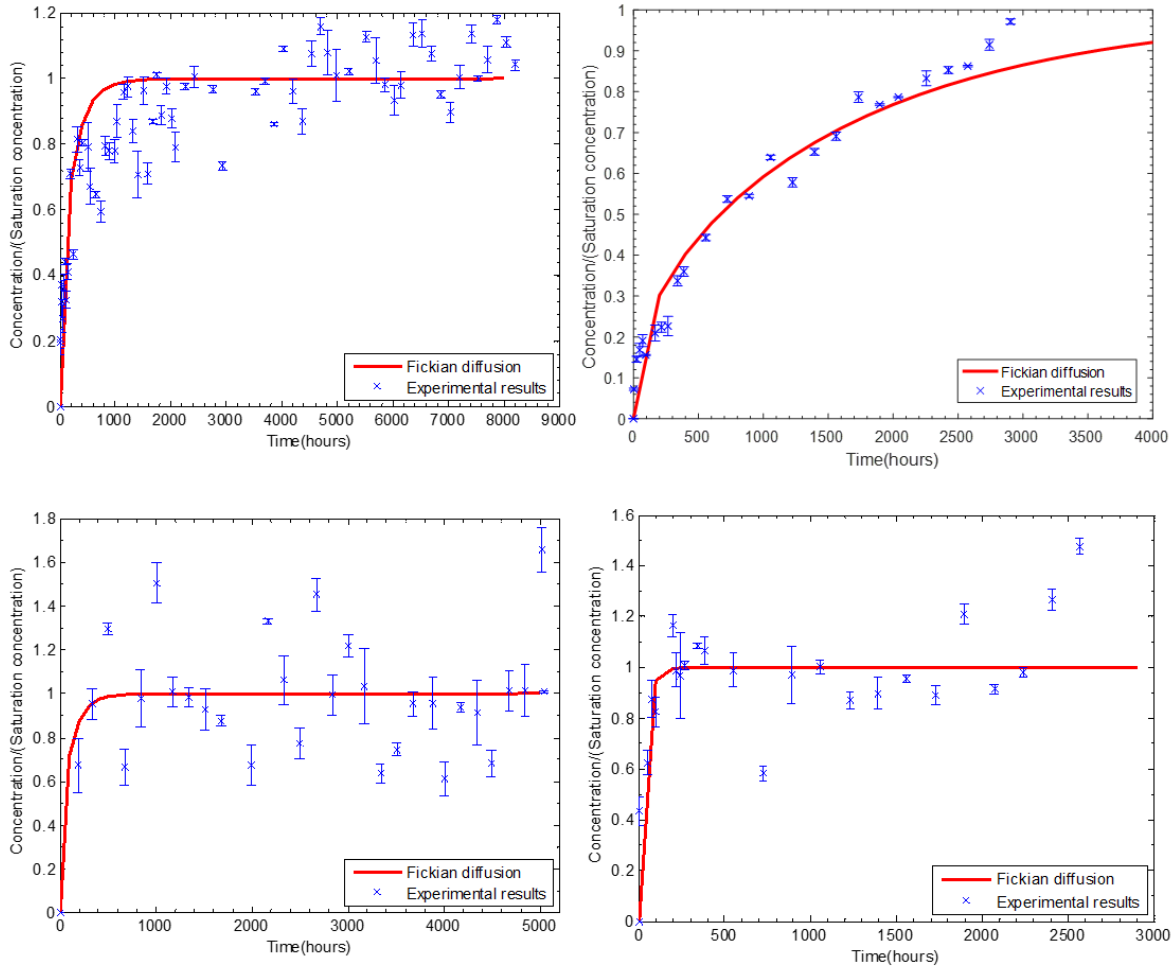 1.2
1
0.8
0.6
0.4
0.2
0
Concentration/(Saturation concentration)
Fickian diffusion
Experimental results
0 1000 2000 3000 4000 5000 6000 7000 8000 9000
Time(hours)
1
0.9
0.8
0.7
0.6
0.5
0.4
0.3
0.2
0.1
0
Concentration/(Saturation concentration)
Fickian diffusion
Experimental results
0 500 1000 1500 2000 2500 3000 3500 4000
Time(hours)
1.8
1.6
1.4
1.2
1
0.8
0.6
0.4
0.2
0
Concentration/(Saturation concentration)
Fickian diffusion
Experimental results
0 1000 2000 3000 4000 5000
Time(hours)
1.6
1.4
1.2
1
0.8
0.6
0.4
0.2
0
Concentration/(Saturation concentration)
Fickian diffusion
Experimental results
0 500 1000 1500 2000 2500 3000
Time(hours)